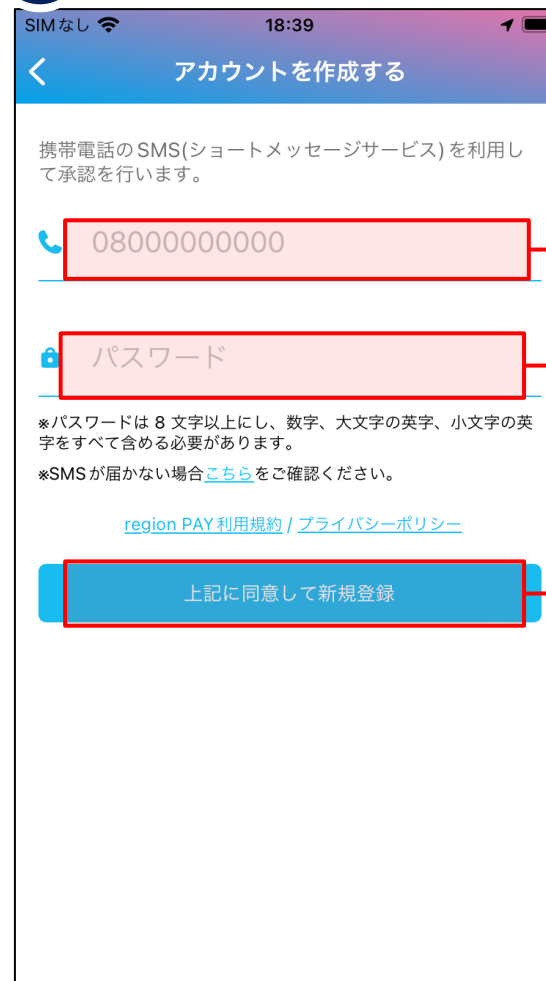 SIMなし 18:39
アカウントを作成する
携帯電話のSMS(ショートメッセージサービス)を利用し
て承認を行います。
08000000000
パスワード
※パスワードは 8 文字以上にし、数字、大文字の英字、小文字の英
字をすべて含める必要があります。
※SMSが届かない場合こちらをご確認ください。
region PAY利用規約 / プライバシーポリシー
上記に同意して新規登録